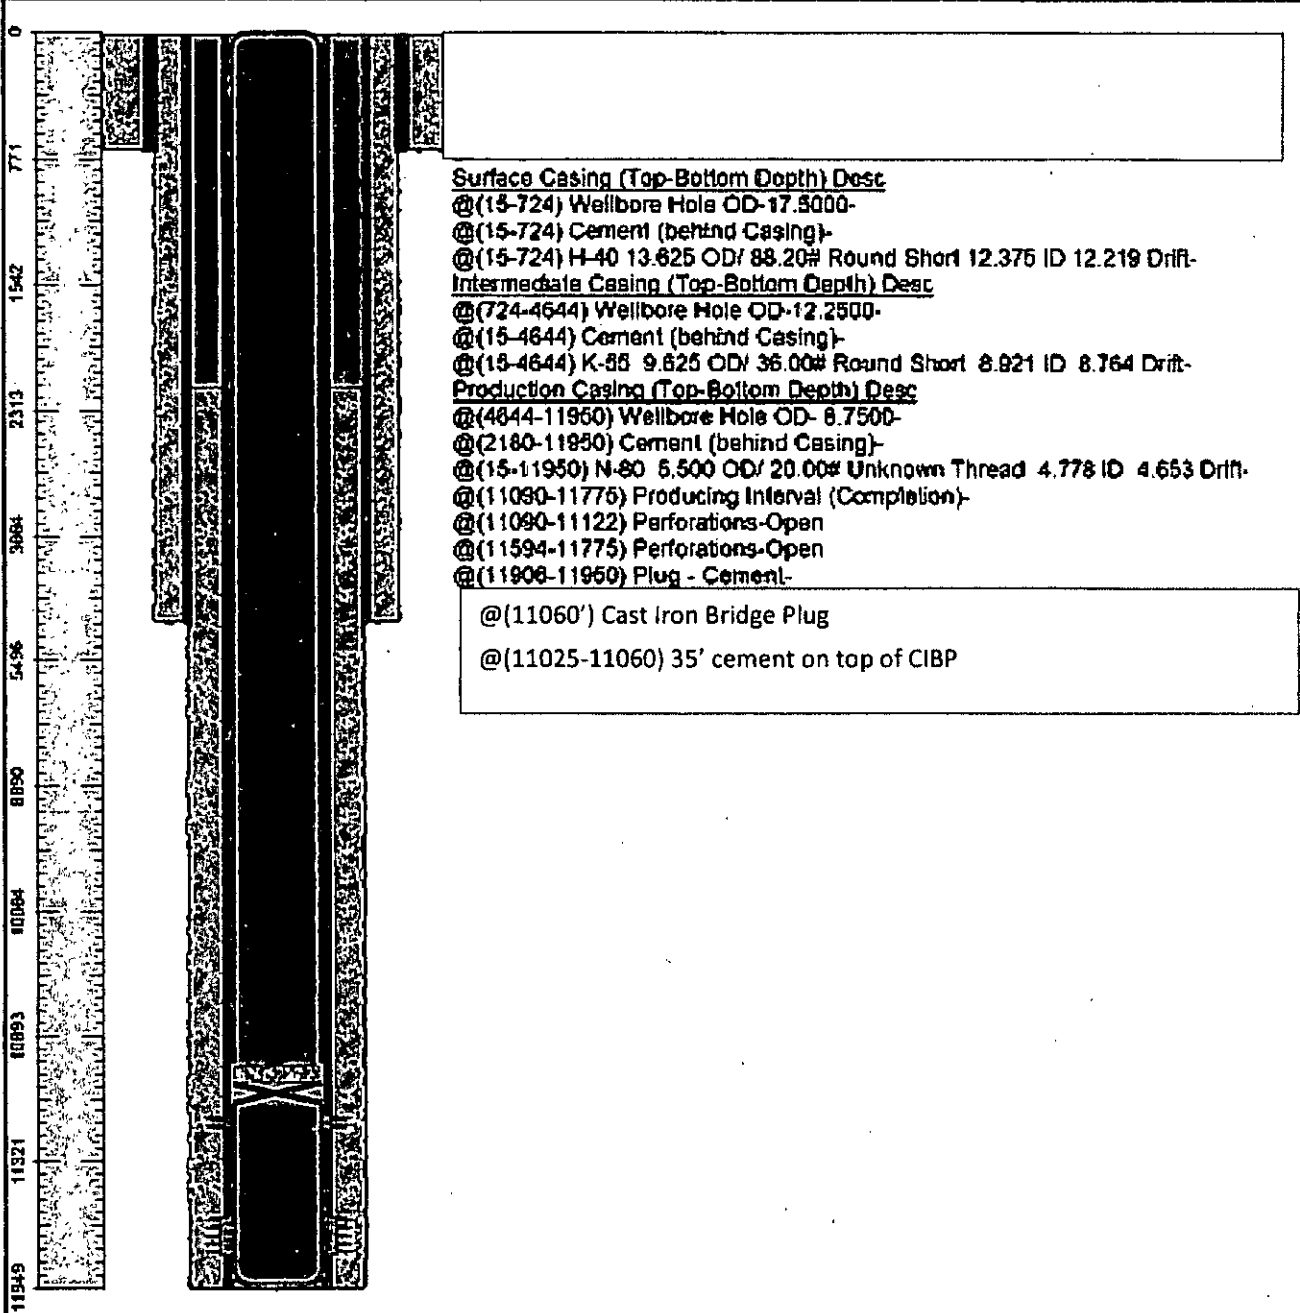 0
771
1542
2313
3084
5496
8890
10084
10893
11321
11949
Surface Casing (Top-Bottom Depth) Desc
@(15-724) Wellbore Hole OD-17.5000-
@(15-724) Cement (behind Casing)-
@(15-724) H-40 13.625 OD/ 88.20# Round Short 12.375 ID 12.219 Drift-
Intermediate Casing (Top-Bottom Depth) Desc
@(724-4644) Wellbore Hole OD-12.2500-
@(15-4644) Cement (behind Casing)-
@(15-4644) K-55 9.625 OD/ 36.00# Round Short 8.921 ID 8.764 Drift-
Production Casing (Top-Bottom Depth) Desc
@(4644-11950) Wellbore Hole OD- 8.7500-
@(2180-11950) Cement (behind Casing)-
@(15-11950) N-80 5.500 OD/ 20.00# Unknown Thread 4.778 ID 4.653 Drift-
@(11090-11775) Producing Interval (Completion)-
@(11090-11122) Perforations-Open
@(11594-11775) Perforations-Open
@(11906-11950) Plug - Cement-
@(11060') Cast Iron Bridge Plug
@(11025-11060) 35' cement on top of CIBP